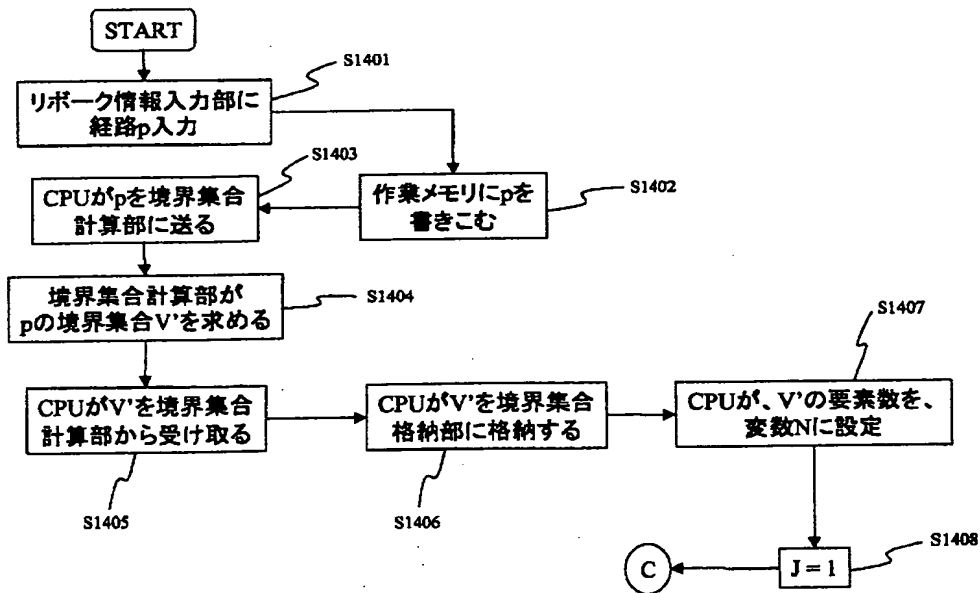 START
S1401
リボーク情報入力部に
経路p入力
S1402
作業メモリにpを
書きこむ
S1403
CPUがpを境界集合
計算部に送る
S1404
境界集合計算部が
pの境界集合V'を求める
CPUがV'を境界集合
計算部から受け取る
S1405
CPUがV'を境界集合
格納部に格納する
S1406
S1407
CPUが、V'の要素数を、
変数Nに設定
S1408
J = 1
C